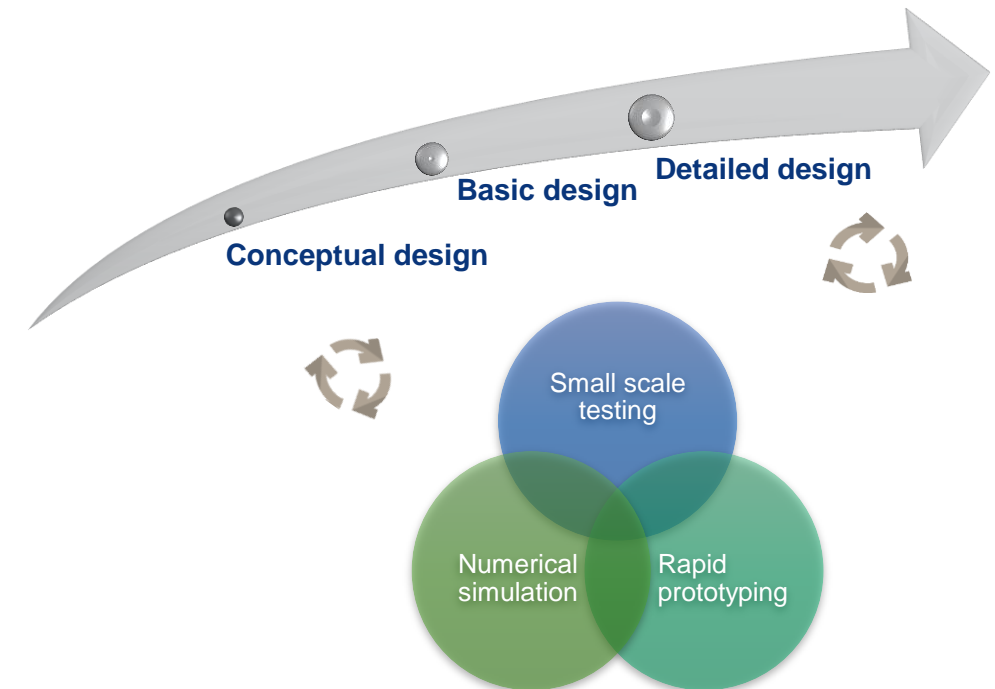 Detailed design
Basic design
Conceptual design
Small scale
testing
Numerical
simulation
Rapid
prototyping